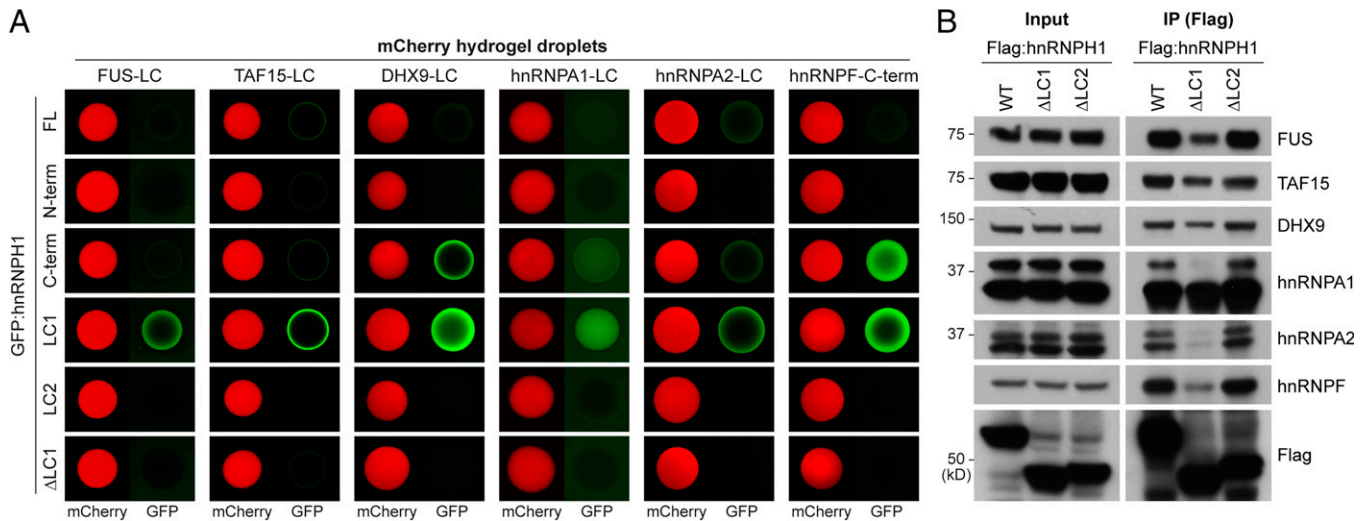 A
mCherry hydrogel droplets
FUS-LC TAF15-LC DHX9-LC hnRNPA1-LC hnRNPA2-LC hnRNPF-C-term
GFP:hnRNPH1
FL
N-term
C-term
LC1
LC2
ΔLC1
mCherry GFP mCherry GFP mCherry GFP mCherry GFP mCherry GFP mCherry GFP
B
Input IP (Flag)
Flag:hnRNPH1 Flag:hnRNPH1
WT ΔLC1 ΔLC2 WT ΔLC1 ΔLC2
75 FUS
75 TAF15
150 DHX9
37 hnRNPA1
37 hnRNPA2
hnRNPF
Flag
50
(kD)